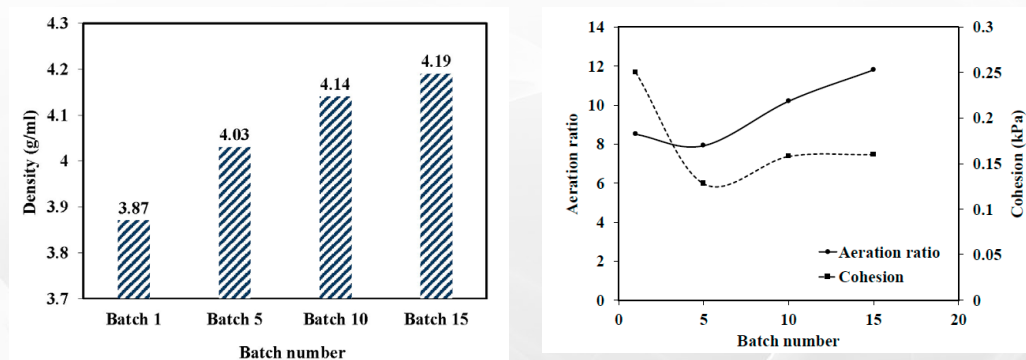 4.3
4.2
4.1
4
3.9
3.8
3.7
Density (g/ml)
3.87
4.03
4.14
4.19
Batch 1 Batch 5 Batch 10 Batch 15
Batch number
14
12
10
8
6
4
2
0
Aeration ratio
0.3
0.25
0.2
0.15
0.1
0.05
0
Cohesion (kPa)
Aeration ratio
Cohesion
0 5 10 15 20
Batch number